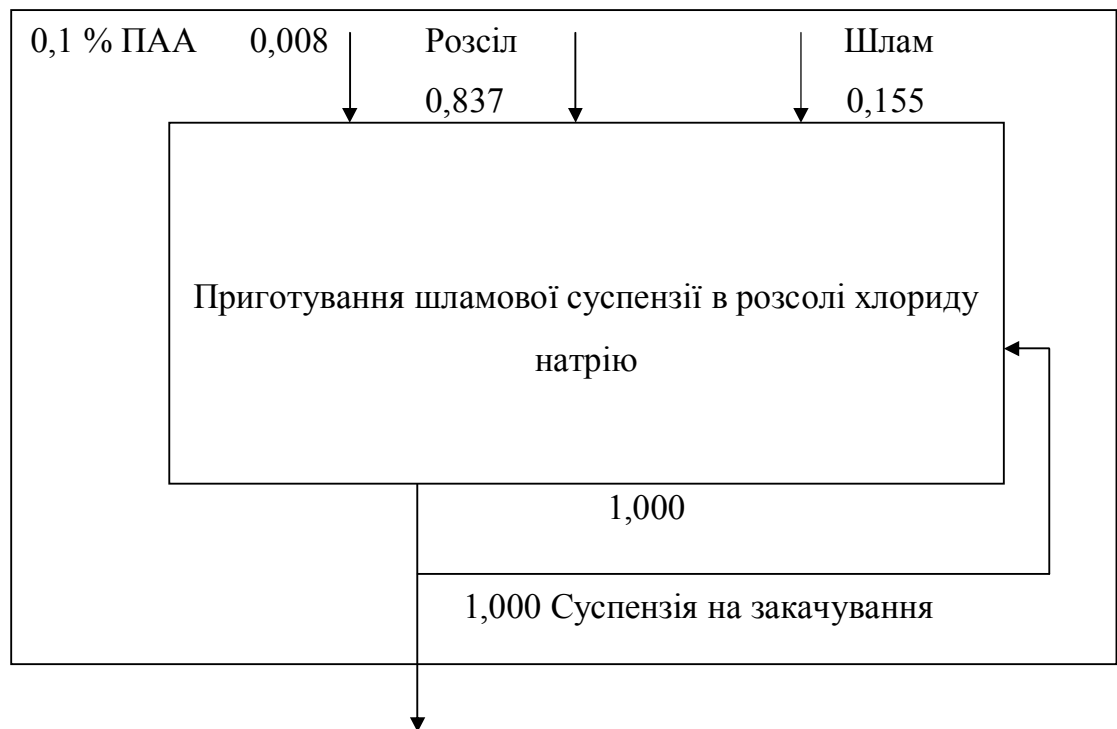 0,1 % ПАА 0,008 Розсіл Шлам
0,837 0,155
Приготування шламової суспензії в розсолі хлориду
натрію
1,000
1,000 Суспензія на закачування